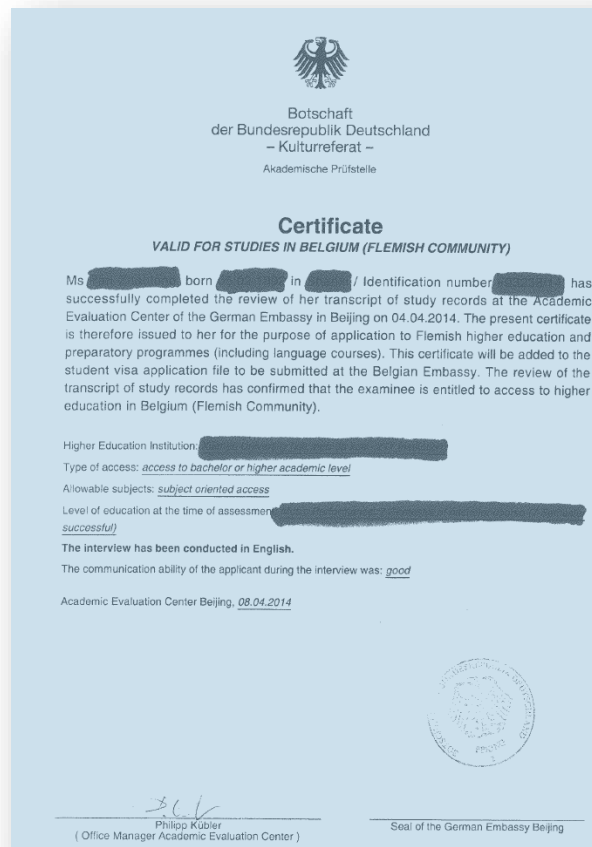 Botschaft
der Bundesrepublik Deutschland
– Kulturreferat –
Akademische Prüfstelle
Certificate
VALID FOR STUDIES IN BELGIUM (FLEMISH COMMUNITY)
Ms born in / Identification number has
successfully completed the review of her transcript of study records at the Academic
Evaluation Center of the German Embassy in Beijing on 04.04.2014. The present certificate
is therefore issued to her for the purpose of application to Flemish higher education and
preparatory programmes (including language courses). This certificate will be added to the
student visa application file to be submitted at the Belgian Embassy. The review of the
transcript of study records has confirmed that the examinee is entitled to access to higher
education in Belgium (Flemish Community).
Higher Education Institution:
Type of access: access to bachelor or higher academic level
Allowable subjects: subject oriented access
Level of education at the time of assessment
successful)
The interview has been conducted in English.
The communication ability of the applicant during the interview was: good
Academic Evaluation Center Beijing, 08.04.2014
Philipp Kübler
( Office Manager Academic Evaluation Center )
Seal of the German Embassy Beijing